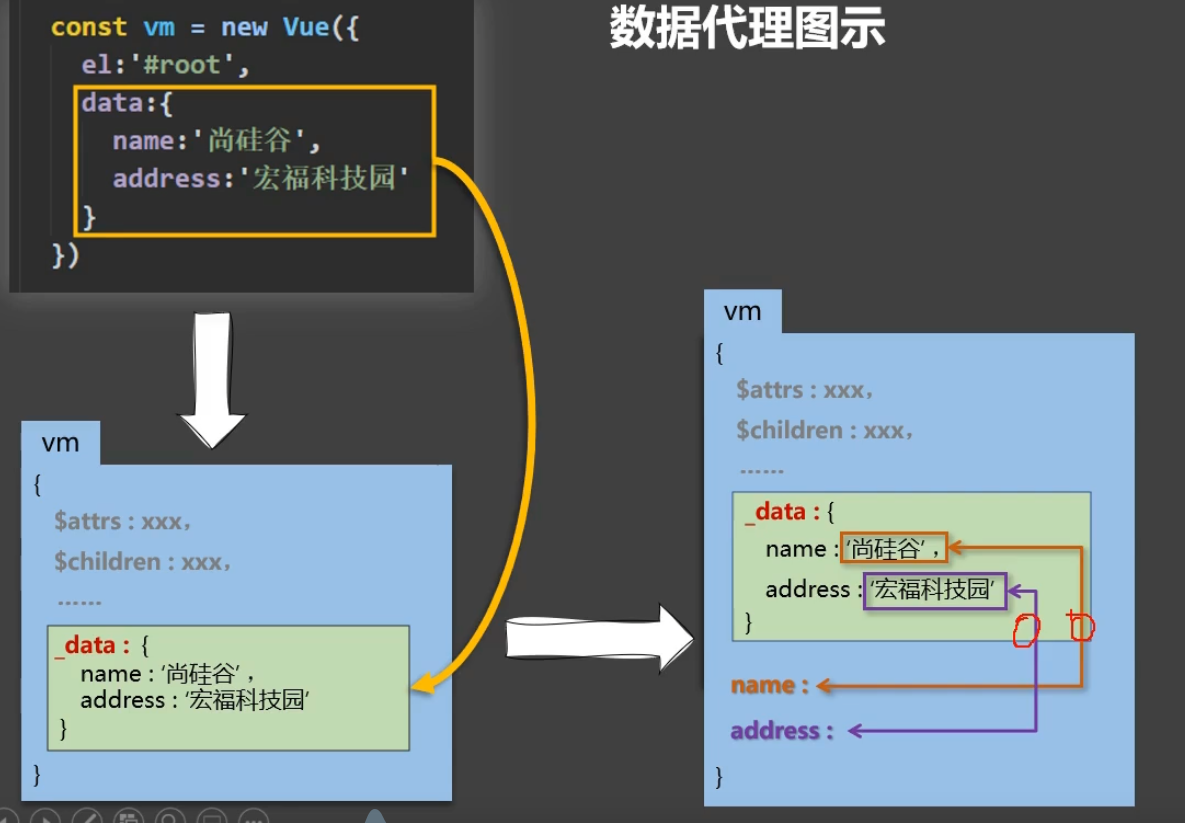 数据代理图示
const vm = new Vue({
el:'#root',
data:{
name:'尚硅谷',
address:'宏福科技园'
}
})
vm
{
$attrs : xxx，
$children : xxx，
……
_data : {
name : ‘尚硅谷’，
address : ‘宏福科技园’
}
}
vm
{
$attrs : xxx，
$children : xxx，
……
_data : {
name : ‘尚硅谷’，
address : ‘宏福科技园’
}
name :
address :
}